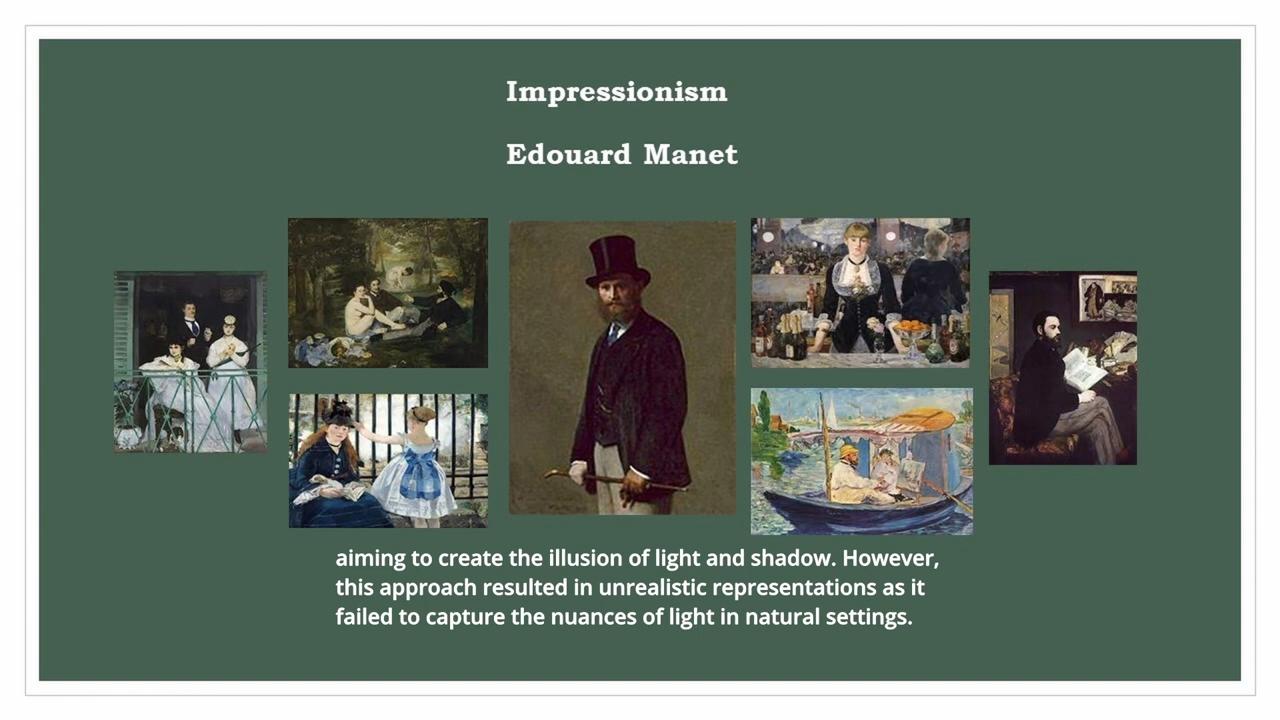 Impressionism
Edouard Manet
aiming to create the illusion of light and shadow. However,
this approach resulted in unrealistic representations as it
failed to capture the nuances of light in natural settings.